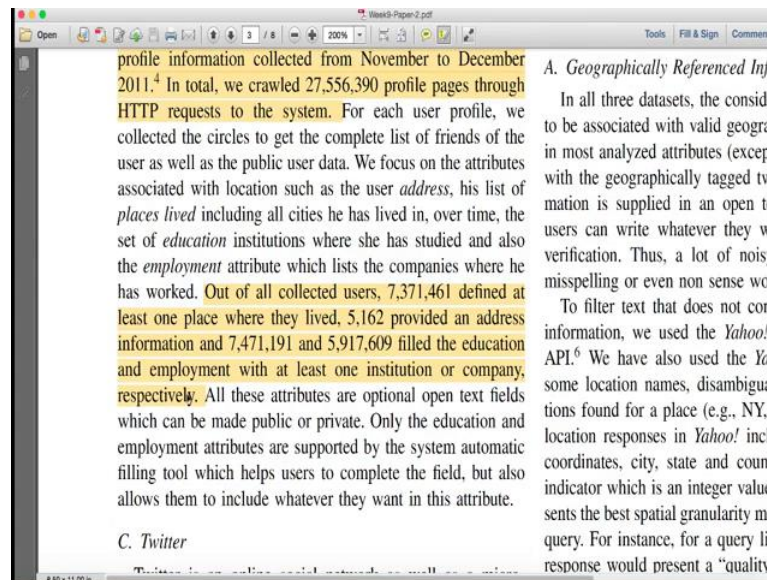 Week9-Paper-2.pdf
Open 3 / 8 200% Tools Fill & Sign Commen
profile information collected from November to December
2011.4 In total, we crawled 27,556,390 profile pages through
HTTP requests to the system. For each user profile, we
collected the circles to get the complete list of friends of the
user as well as the public user data. We focus on the attributes
associated with location such as the user address, his list of
places lived including all cities he has lived in, over time, the
set of education institutions where she has studied and also
the employment attribute which lists the companies where he
has worked. Out of all collected users, 7,371,461 defined at
least one place where they lived, 5,162 provided an address
information and 7,471,191 and 5,917,609 filled the education
and employment with at least one institution or company,
respectively. All these attributes are optional open text fields
which can be made public or private. Only the education and
employment attributes are supported by the system automatic
filling tool which helps users to complete the field, but also
allows them to include whatever they want in this attribute.
C. Twitter
A. Geographically Referenced Inf
In all three datasets, the consid
to be associated with valid geogra
in most analyzed attributes (excep
with the geographically tagged tv
mation is supplied in an open t
users can write whatever they w
verification. Thus, a lot of nois
misspelling or even non sense wo
To filter text that does not con
information, we used the Yahoo!
API.6 We have also used the Ya
some location names, disambigua
tions found for a place (e.g., NY,
location responses in Yahoo! incl
coordinates, city, state and coun
indicator which is an integer value
sents the best spatial granularity m
query. For instance, for a query li
response would present a "quality